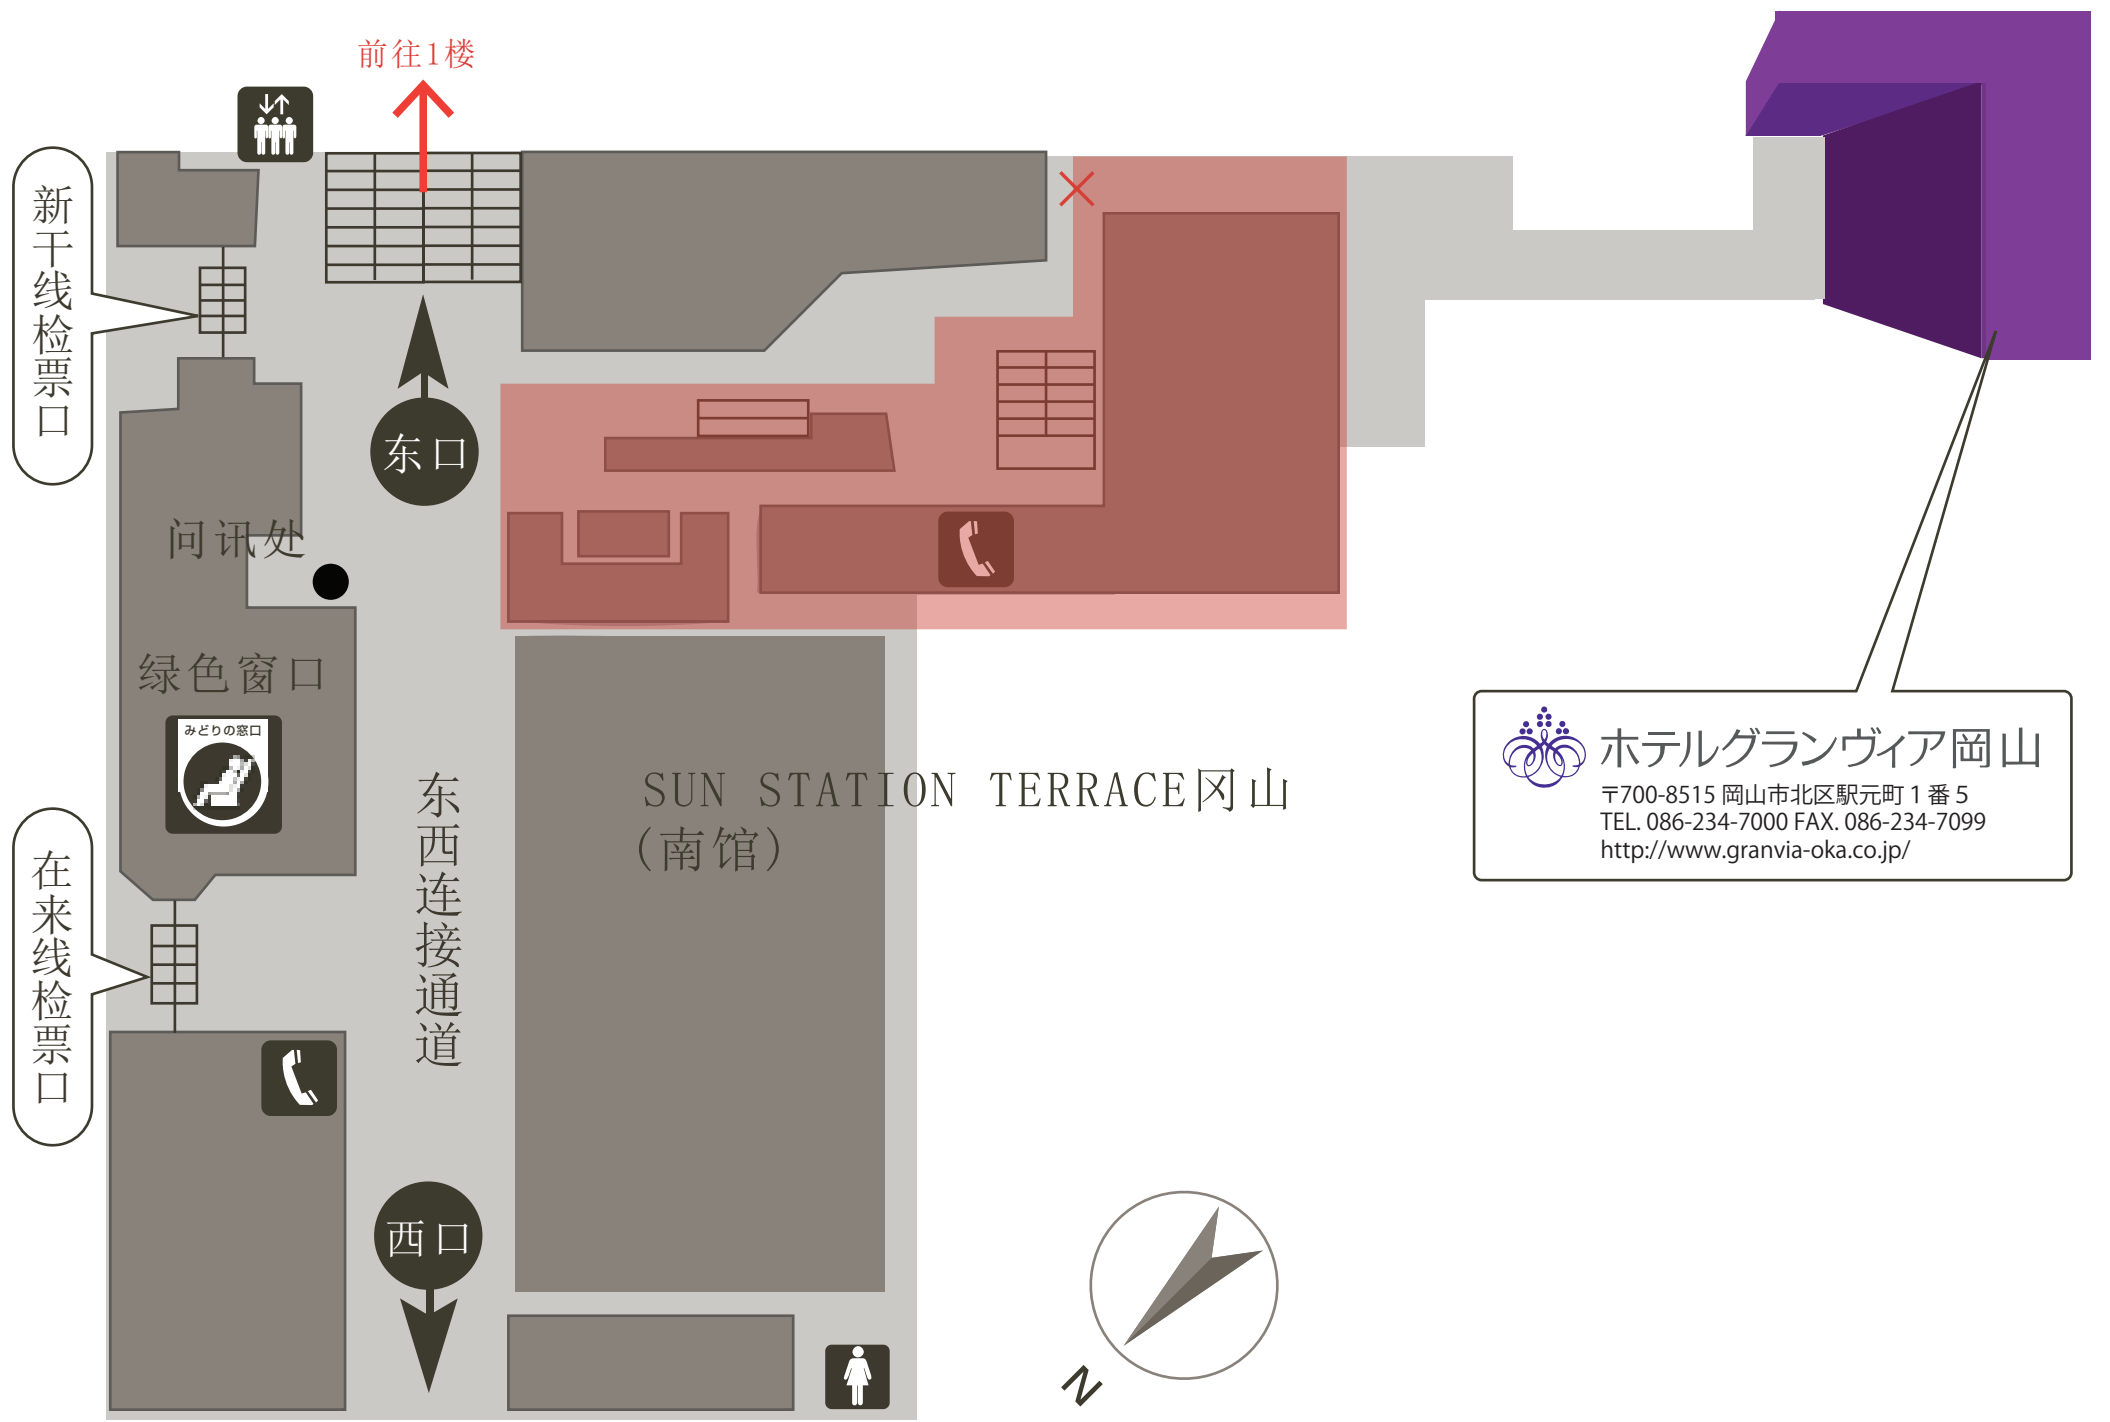 前往1楼
新干线检票口
东口
问讯处
绿色窗口
みどりの窓口
东西连接通道
SUN STATION TERRACE冈山
(南馆)
ホテルグランヴィア岡山
〒700-8515 岡山市北区駅元町 1 番 5
TEL. 086-234-7000 FAX. 086-234-7099
http://www.granvia-oka.co.jp/
在来线检票口
西口
N